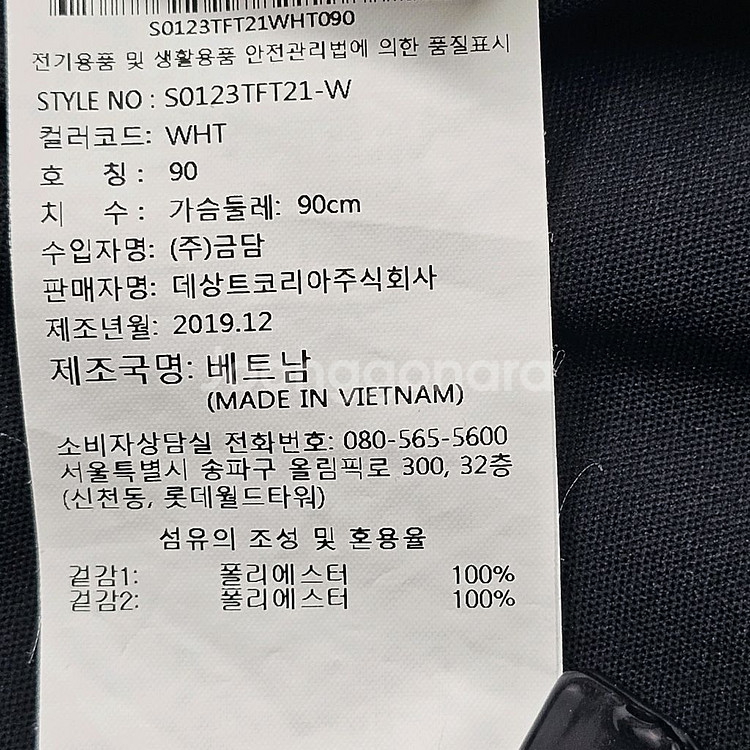 S0123TFT21WHT090
전기용품 및 생활용품 안전관리법에 의한 품질표시
STYLE NO : S0123TFT21-W
컬러코드: WHT
호 칭 : 90
치 수 : 가슴둘레: 90cm
수입자명: (주)금담
판매자명: 데상트코리아주식회사
제조년월: 2019.12
제조국명: 베트남
(MADE IN VIETNAM)
소비자상담실 전화번호: 080-565-5600
서울특별시 송파구 올림픽로 300, 32층
(신천동, 롯데월드타워)
섬유의 조성 및 혼용율
겉감1: 폴리에스터 100%
겉감2: 폴리에스터 100%